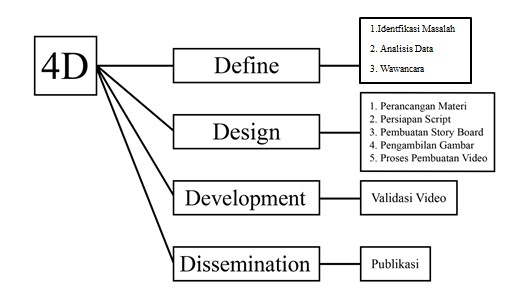 4D
Define
1.Identfikasi Masalah
2. Analisis Data
3. Wawancara
Design
1. Perancangan Materi
2. Persiapan Script
3. Pembuatan Story Board
4. Pengambilan Gambar
5. Proses Pembuatan Video
Development
Validasi Video
Dissemination
Publikasi